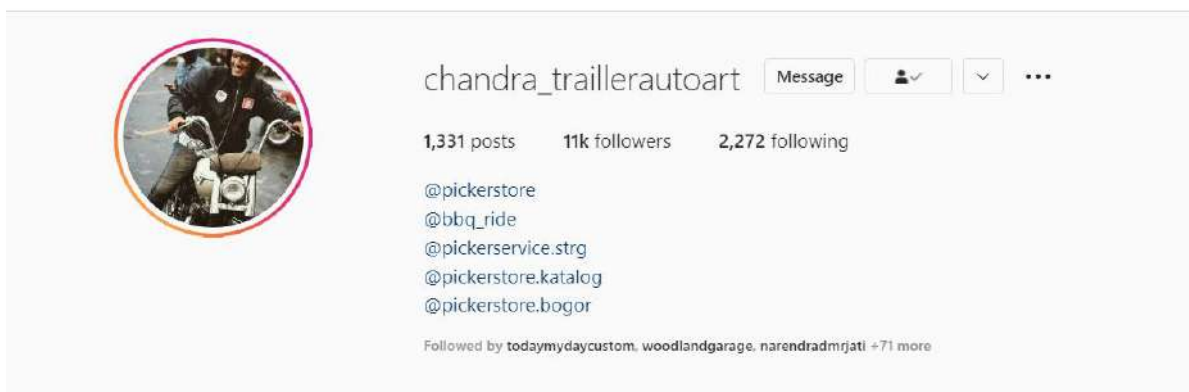 chandra_traillerautoart Message
1,331 posts 11k followers 2,272 following
@pickerstore
@bbq_ride
@pickerservice.strg
@pickerstore.katalog
@pickerstore.bogor
Followed by todaymydaycustom, woodlandgarage, narendradmrjati +71 more